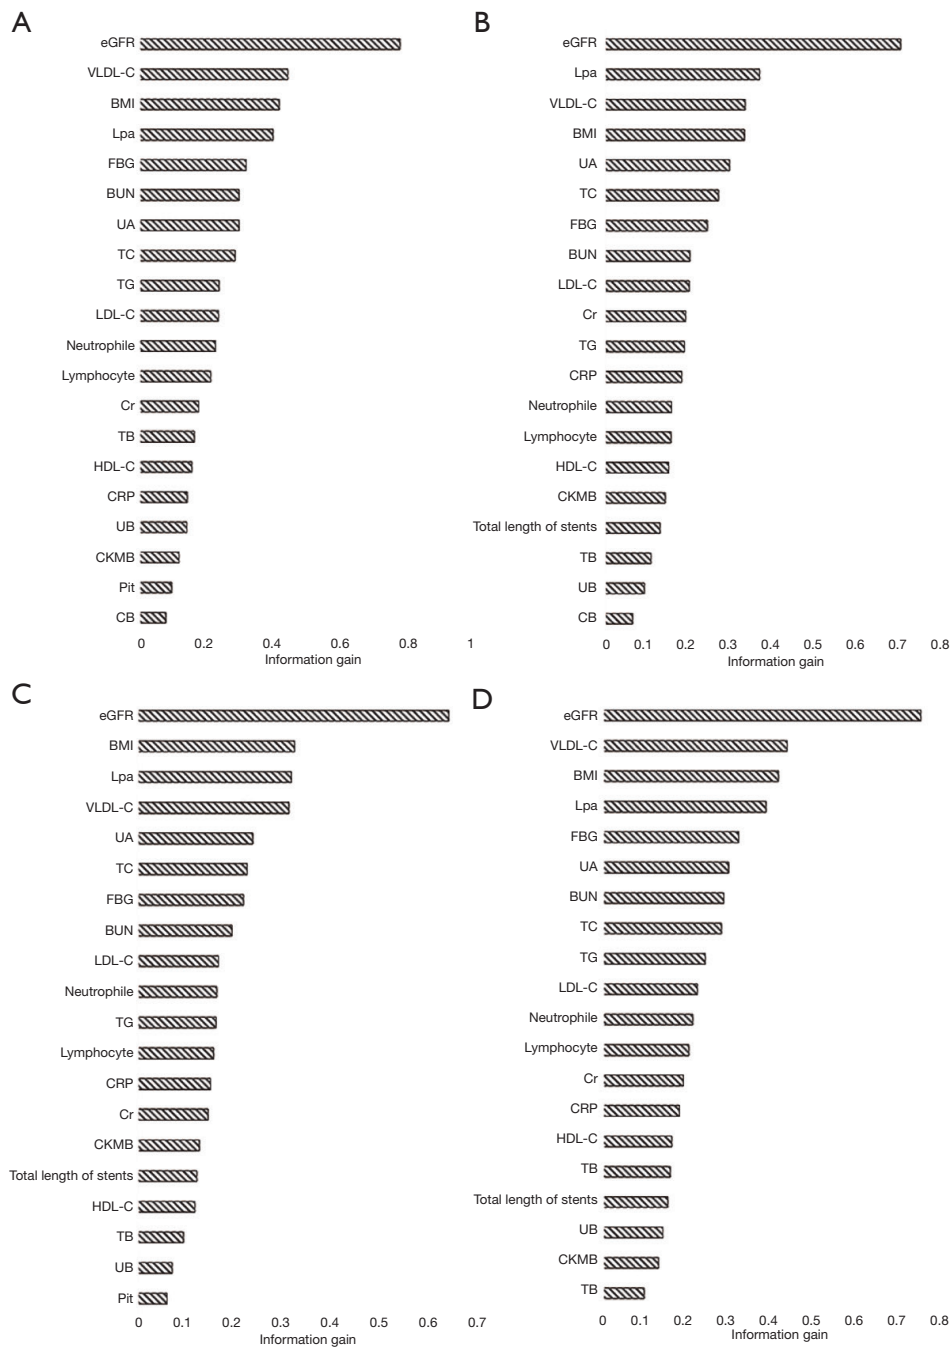 A
eGFR
VLDL-C
BMI
Lpa
FBG
BUN
UA
TC
TG
LDL-C
Neutrophile
Lymphocyte
Cr
TB
HDL-C
CRP
UB
CKMB
Pit
CB
0 0.2 0.4 0.6 0.8 1
Information gain
B
eGFR
Lpa
VLDL-C
BMI
UA
TC
FBG
BUN
LDL-C
Cr
TG
CRP
Neutrophile
Lymphocyte
HDL-C
CKMB
Total length of stents
TB
UB
CB
0 0.1 0.2 0.3 0.4 0.5 0.6 0.7 0.8
Information gain
C
eGFR
BMI
Lpa
VLDL-C
UA
TC
FBG
BUN
LDL-C
Neutrophile
TG
Lymphocyte
CRP
Cr
CKMB
Total length of stents
HDL-C
TB
UB
Pit
0 0.1 0.2 0.3 0.4 0.5 0.6 0.7
Information gain
D
eGFR
VLDL-C
BMI
Lpa
FBG
UA
BUN
TC
TG
LDL-C
Neutrophile
Lymphocyte
Cr
CRP
HDL-C
TB
Total length of stents
UB
CKMB
TB
0 0.1 0.2 0.3 0.4 0.5 0.6 0.7 0.8
Information gain